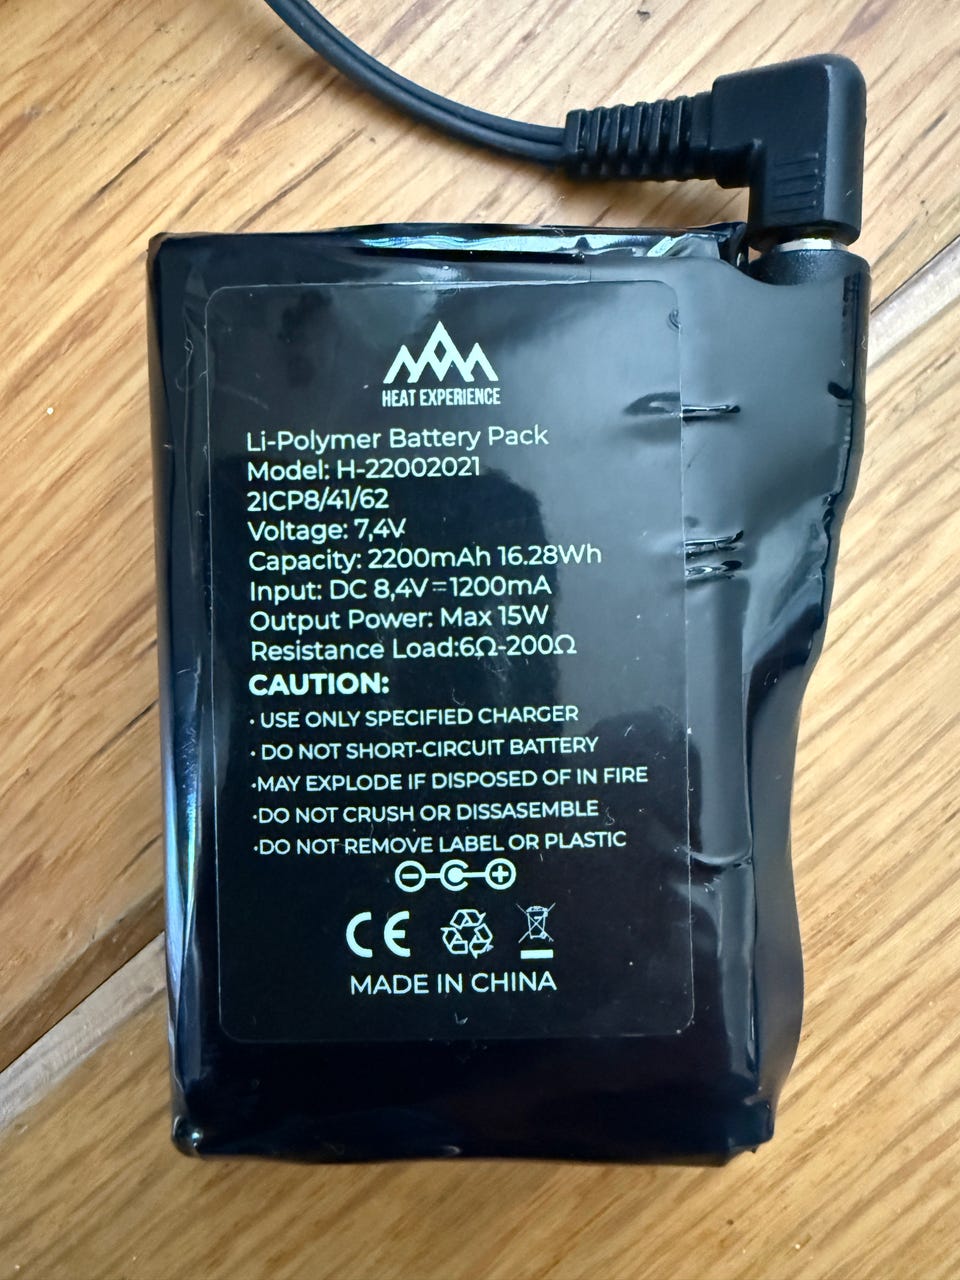 HEAT EXPERIENCE
Li-Polymer Battery Pack
Model: H-22002021
2ICP8/41/62
Voltage: 7,4V
Capacity: 2200mAh 16.28Wh
Input: DC 8,4V⎓1200mA
Output Power: Max 15W
Resistance Load:6Ω-200Ω
CAUTION:
· USE ONLY SPECIFIED CHARGER
· DO NOT SHORT-CIRCUIT BATTERY
·MAY EXPLODE IF DISPOSED OF IN FIRE
·DO NOT CRUSH OR DISSASEMBLE
·DO NOT REMOVE LABEL OR PLASTIC
CE
MADE IN CHINA